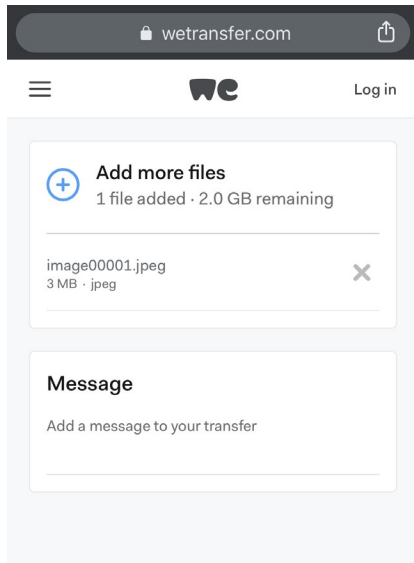 wetransfer.com
we
Log in
Add more files
1 file added · 2.0 GB remaining
image00001.jpeg
3 MB · jpeg
Message
Add a message to your transfer